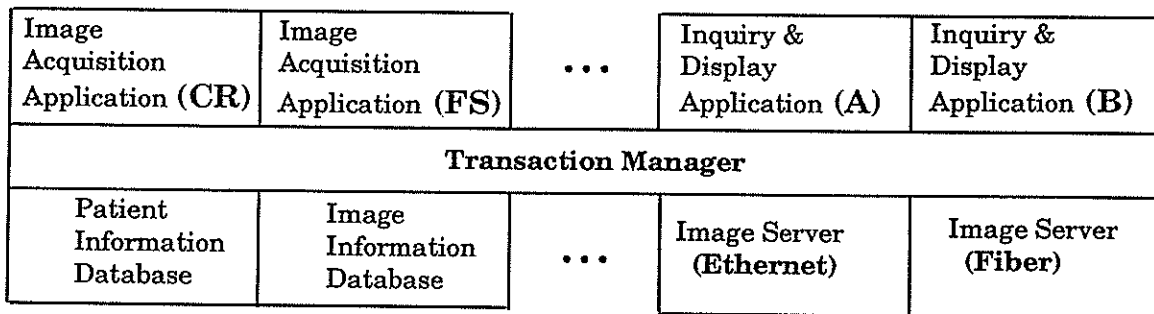 Image
Acquisition
Application (CR)
Image
Acquisition
Application (FS)
• • •
Inquiry &
Display
Application (A)
Inquiry &
Display
Application (B)
Transaction Manager
Patient
Information
Database
Image
Information
Database
• • •
Image Server
(Ethernet)
Image Server
(Fiber)